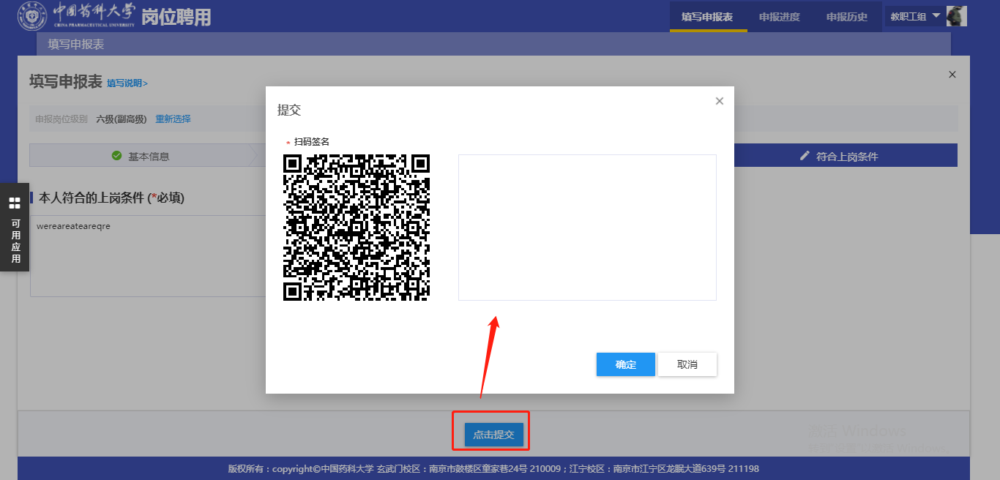 中国药科大学
CHINA PHARMACEUTICAL UNIVERSITY
岗位聘用
填写申报表
申报进度
申报历史
教职工组
填写申报表
填写申报表 填写说明>
申报岗位级别 六级(副高级) 重新选择
基本信息
符合上岗条件
本人符合的上岗条件 (*必填)
wereareateareqre
可用应用
提交
* 扫码签名
确定
取消
点击提交
激活 Windows
转到"设置"以激活 Windows。
版权所有：copyright©中国药科大学 玄武门校区：南京市鼓楼区童家巷24号 210009；江宁校区：南京市江宁区龙眠大道639号 211198